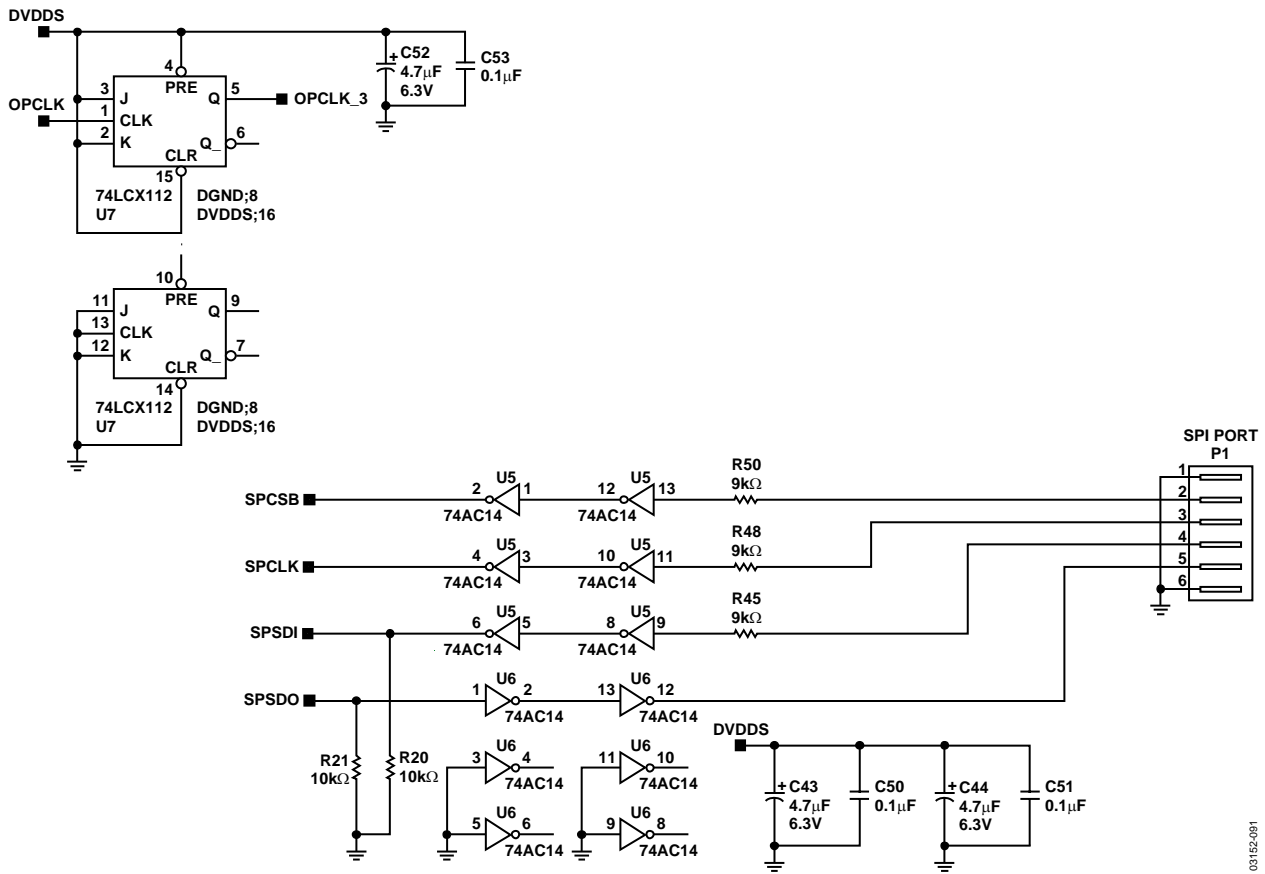 DVDDS
C52
4.7μF
6.3V
C53
0.1μF
4
PRE
3
J
Q
5
OPCLK_3
OPCLK
1
CLK
2
K
Q_
6
CLR
15
74LCX112
U7
DGND;8
DVDDS;16
10
PRE
11
J
Q
9
13
CLK
12
K
Q_
7
CLR
14
74LCX112
U7
DGND;8
DVDDS;16
SPI PORT
P1
1
2
3
4
5
6
SPCSB
2
U5
1
74AC14
12
U5
13
74AC14
R50
9kΩ
SPCLK
4
U5
3
74AC14
10
U5
11
74AC14
R48
9kΩ
SPSDI
6
U5
5
74AC14
8
U5
9
74AC14
R45
9kΩ
SPSDO
1
U6
2
74AC14
13
U6
12
74AC14
R21
10kΩ
R20
10kΩ
3
U6
4
74AC14
11
U6
10
74AC14
5
U6
6
74AC14
9
U6
8
74AC14
DVDDS
+
C43
4.7μF
6.3V
C50
0.1μF
+
C44
4.7μF
6.3V
C51
0.1μF
03152-091